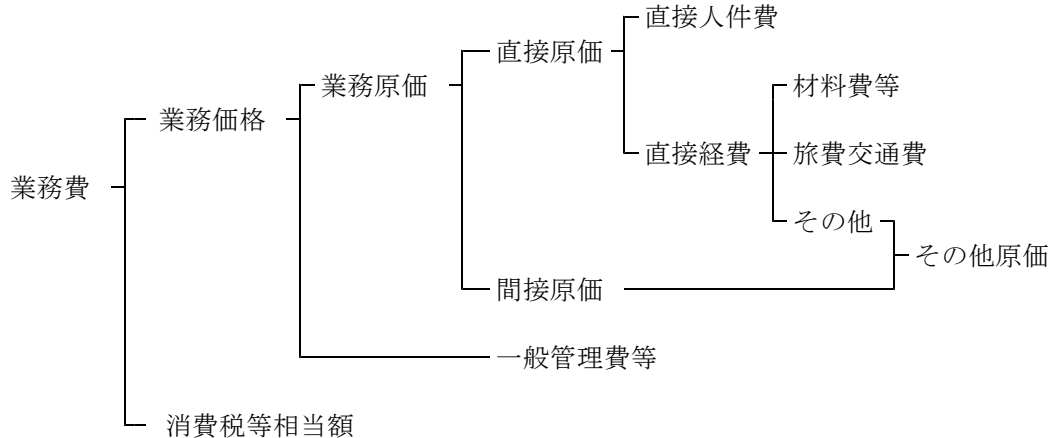 直接人件費
直接原価
業務原価
材料費等
業務価格
直接経費
旅費交通費
業務費
その他
その他原価
間接原価
一般管理費等
消費税等相当額